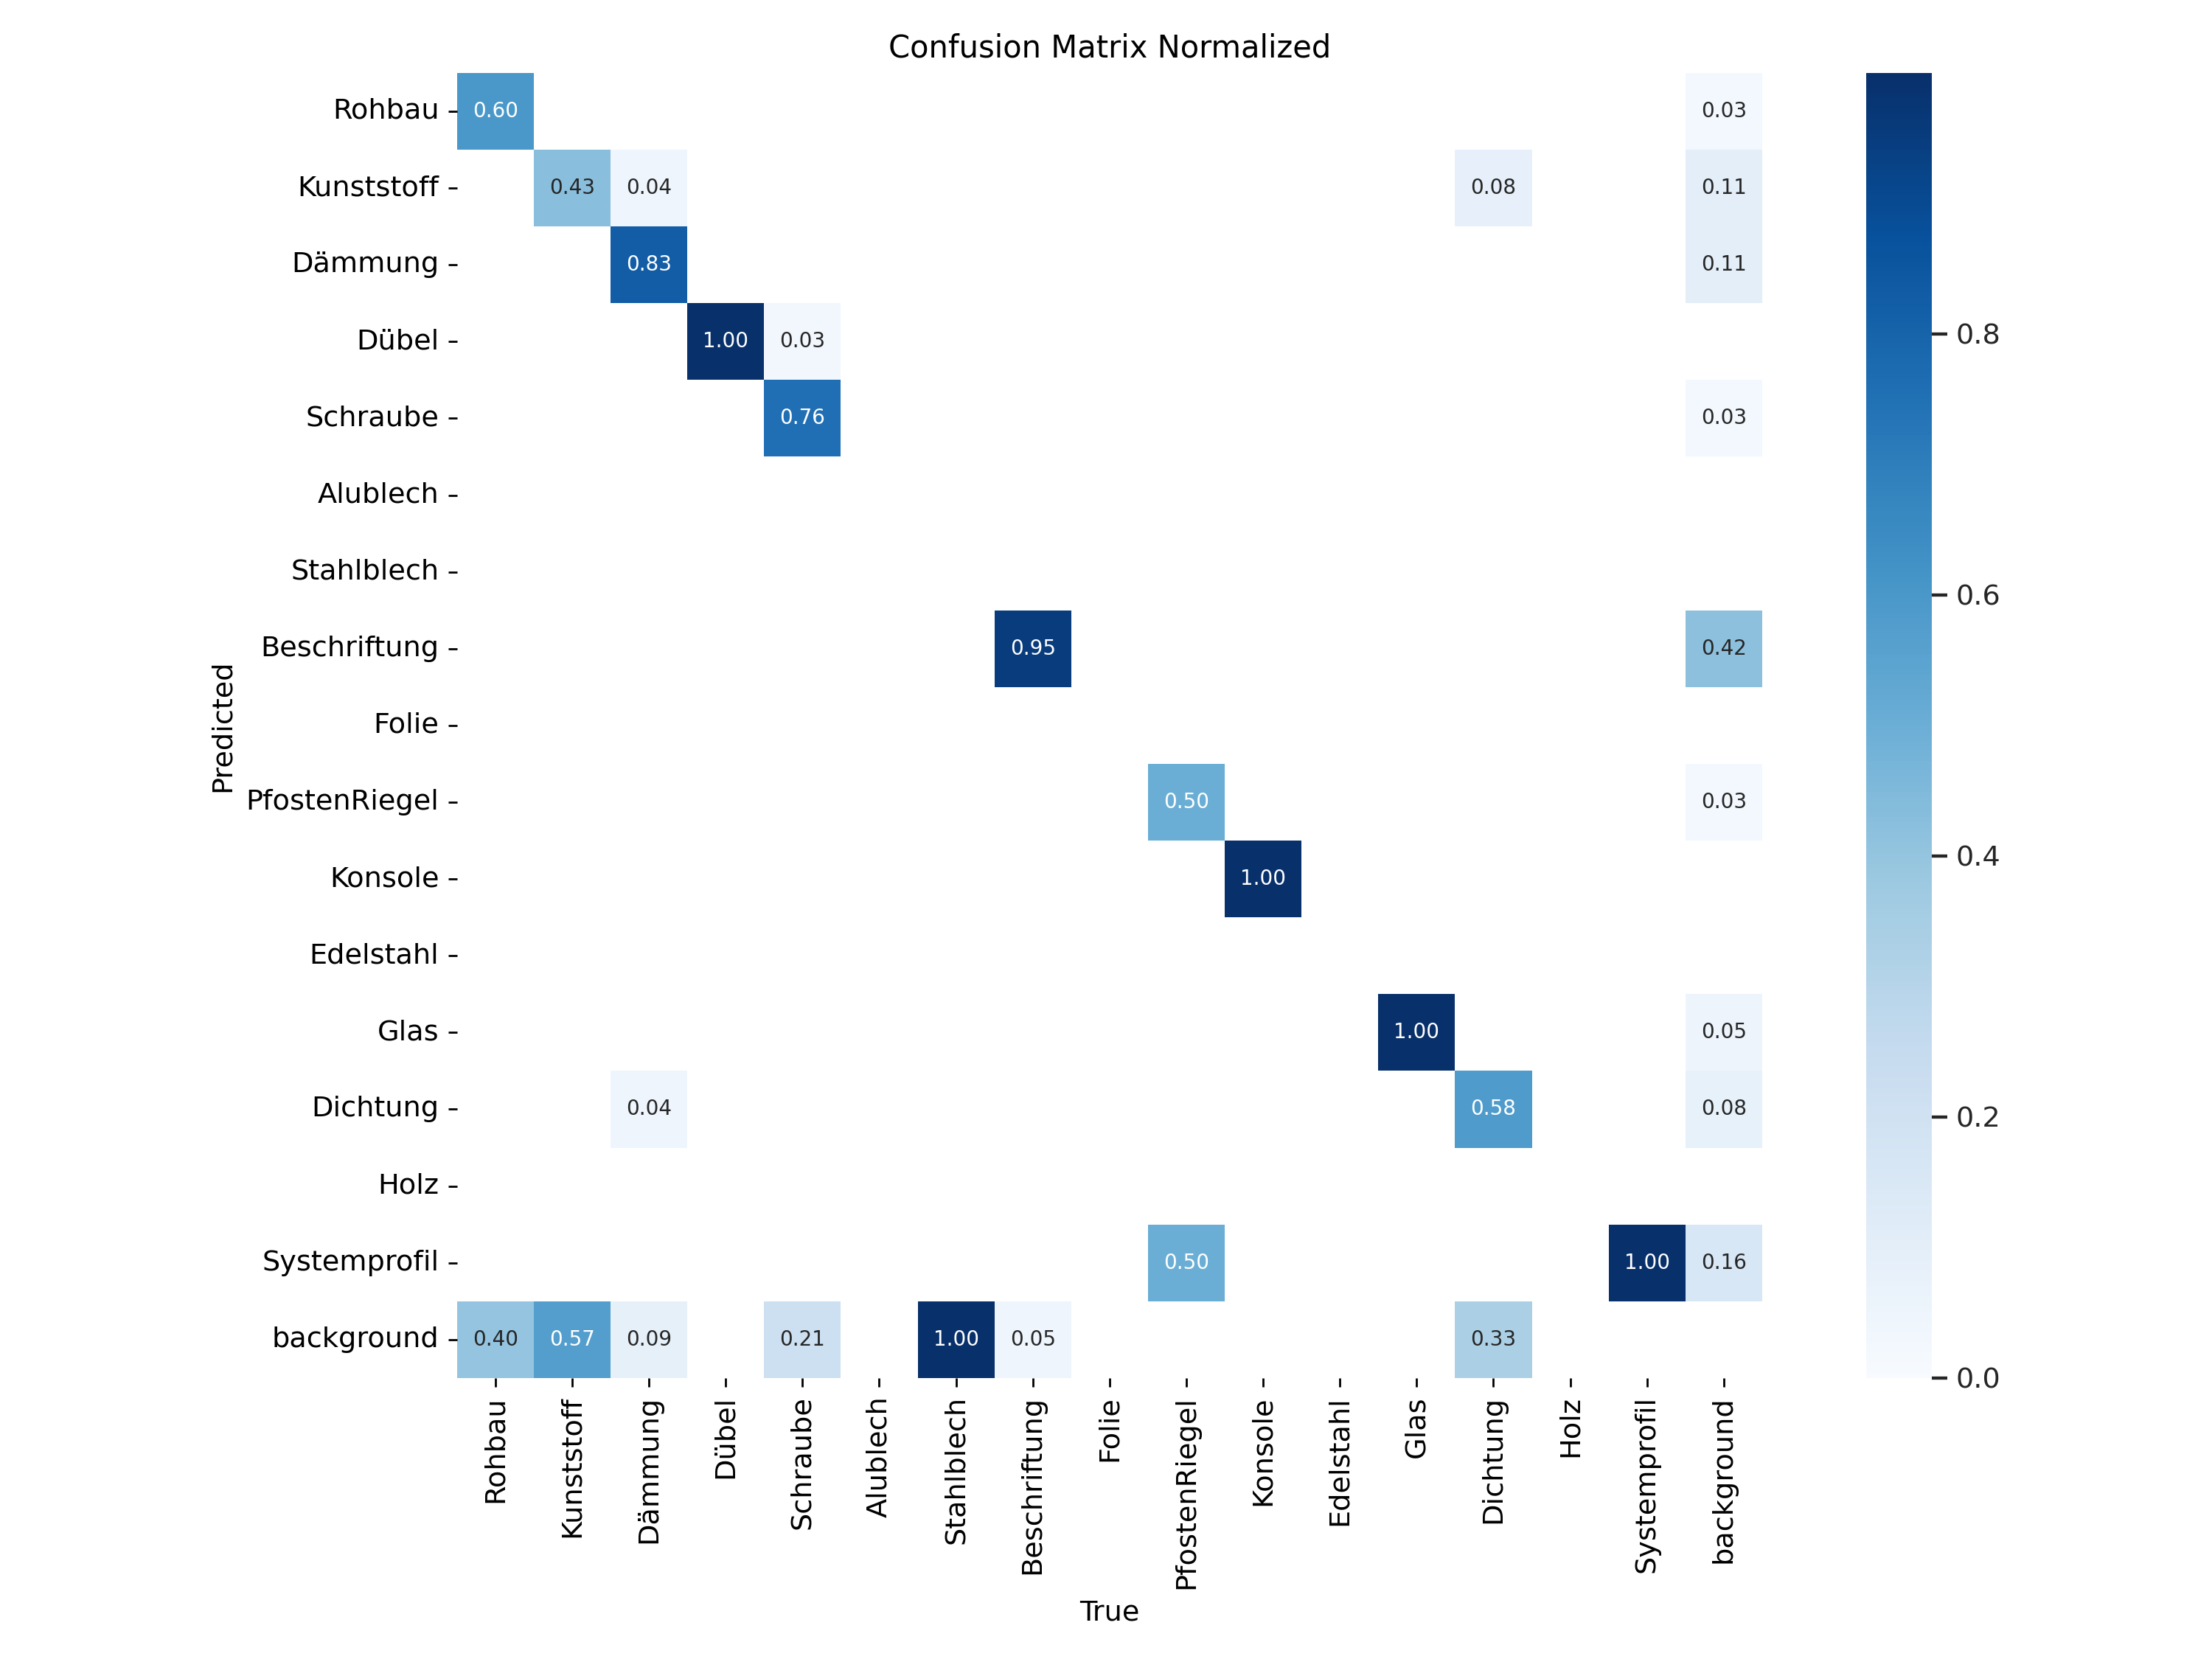 Confusion Matrix Normalized
Rohbau 0.60 0.03
Kunststoff 0.43 0.04 0.08 0.11
Dämmung 0.83 0.11
Dübel 1.00 0.03
Schraube 0.76 0.03
Alublech
Stahlblech
Beschriftung 0.95 0.42
Folie
PfostenRiegel 0.50 0.03
Konsole 1.00
Edelstahl
Glas 1.00 0.05
Dichtung 0.04 0.58 0.08
Holz
Systemprofil 0.50 1.00 0.16
background 0.40 0.57 0.09 0.21 1.00 0.05 0.33
Predicted
Rohbau Kunststoff Dämmung Dübel Schraube Alublech Stahlblech Beschriftung Folie PfostenRiegel Konsole Edelstahl Glas Dichtung Holz Systemprofil background
True
0.8
0.6
0.4
0.2
0.0